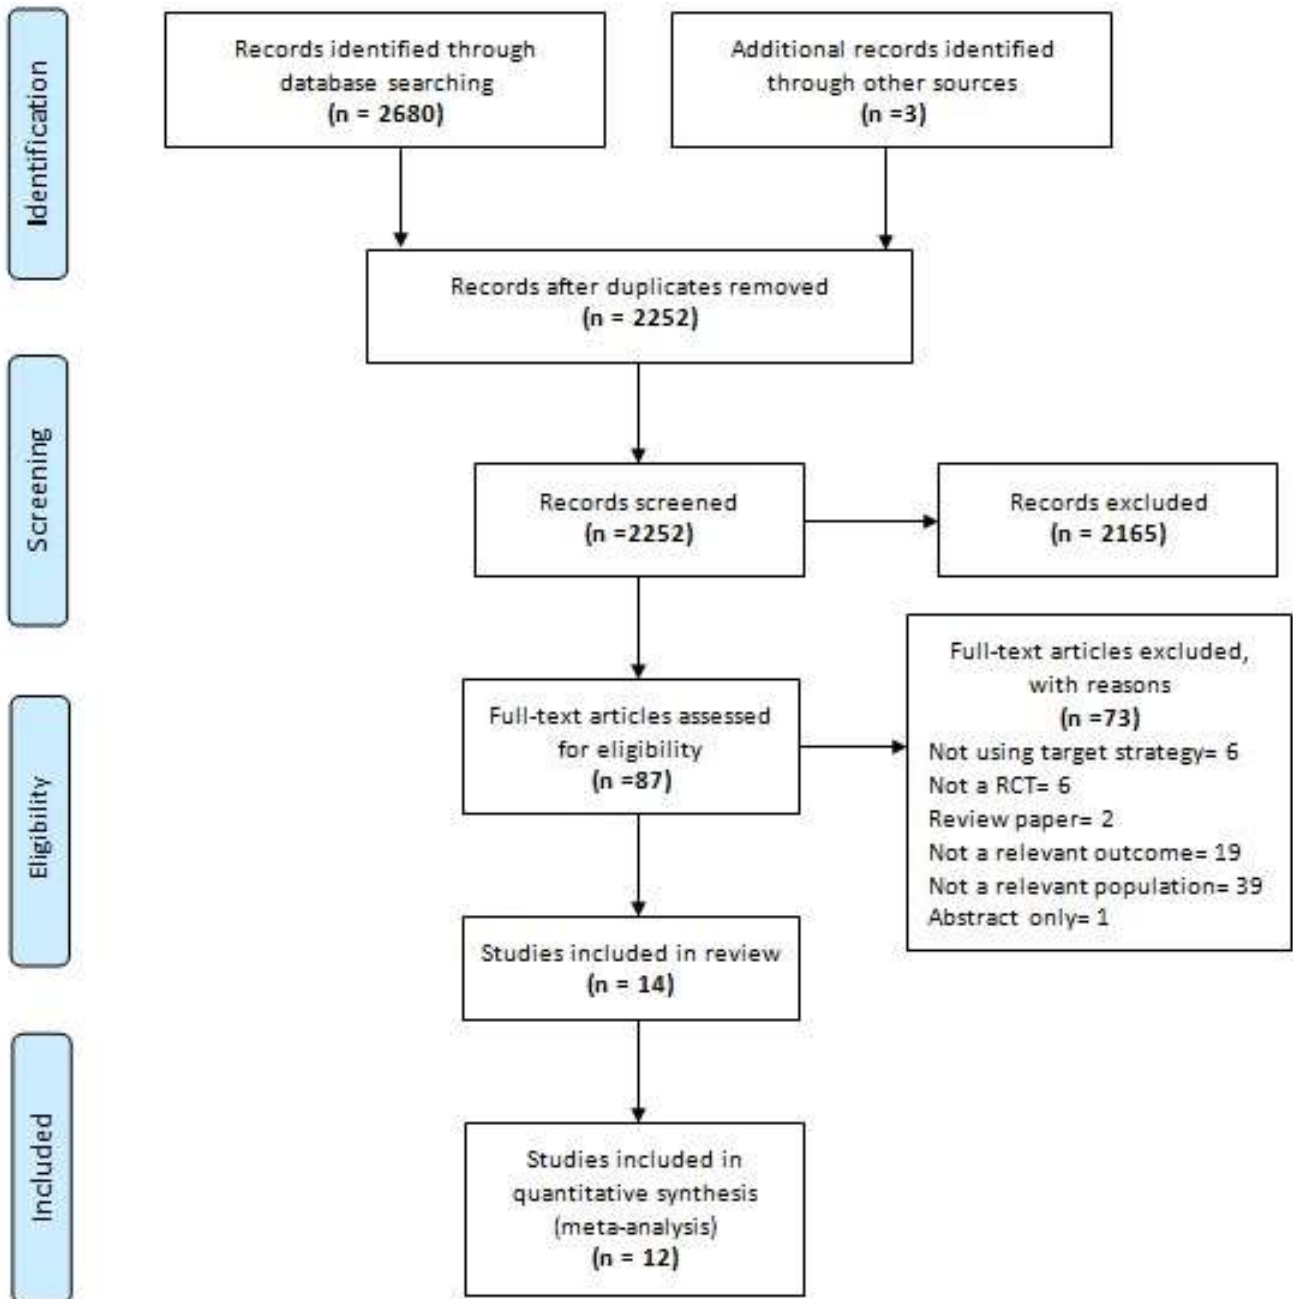 Identification
Records identified through
database searching
(n = 2680)
Additional records identified
through other sources
(n =3)
Records after duplicates removed
(n = 2252)
Screening
Records screened
(n =2252)
Records excluded
(n = 2165)
Eligibility
Full-text articles assessed
for eligibility
(n =87)
Full-text articles excluded,
with reasons
(n =73)
Not using target strategy= 6
Not a RCT= 6
Review paper= 2
Not a relevant outcome= 19
Not a relevant population= 39
Abstract only= 1
Studies included in review
(n = 14)
Included
Studies included in
quantitative synthesis
(meta-analysis)
(n = 12)